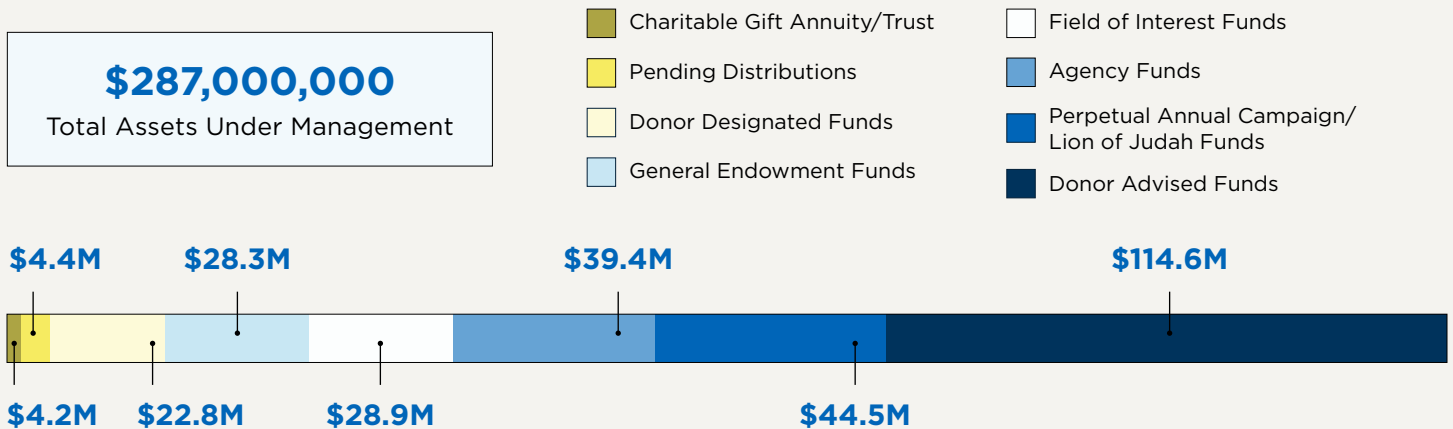 $287,000,000
Total Assets Under Management
Charitable Gift Annuity/Trust
Pending Distributions
Donor Designated Funds
General Endowment Funds
Field of Interest Funds
Agency Funds
Perpetual Annual Campaign/
Lion of Judah Funds
Donor Advised Funds
$4.4M
$28.3M
$39.4M
$114.6M
$4.2M
$22.8M
$28.9M
$44.5M